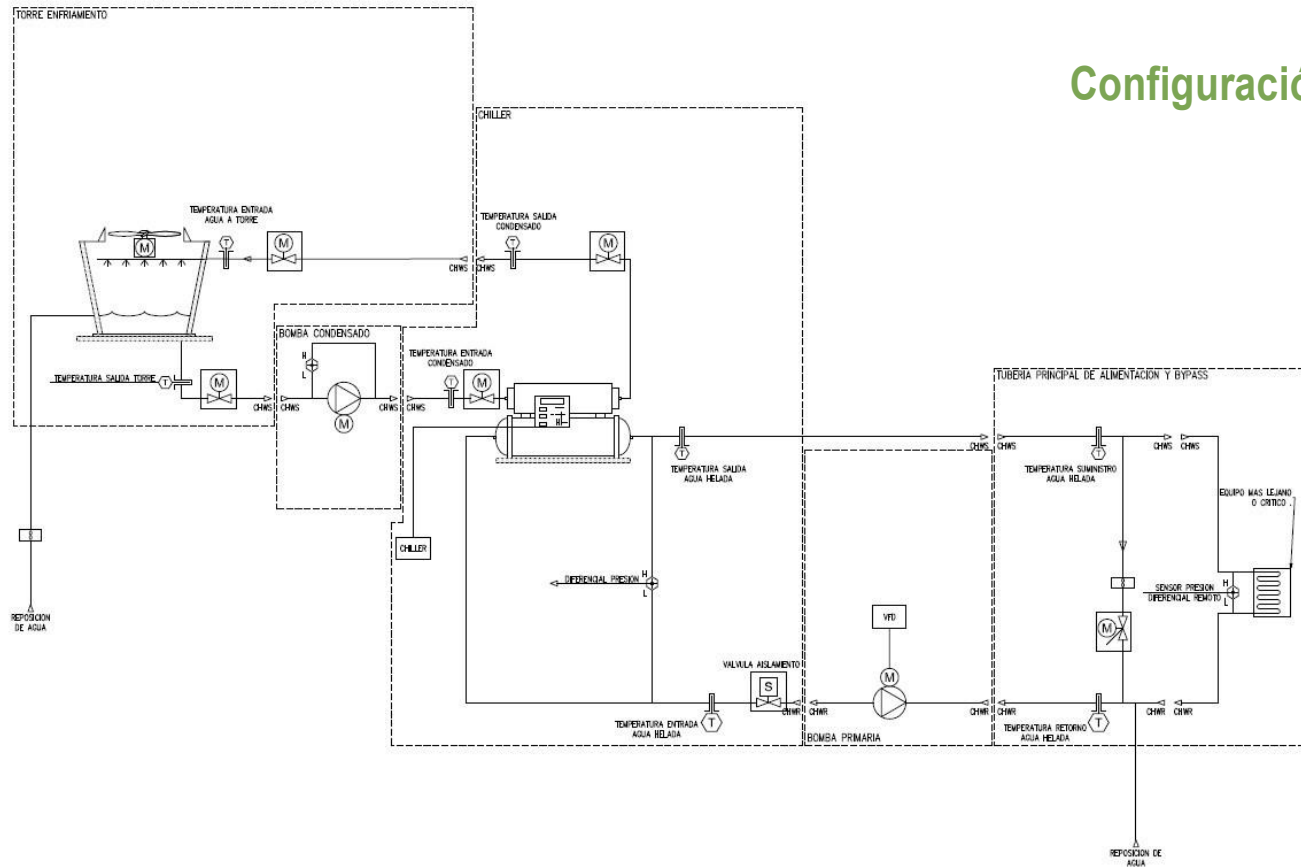 TORRE ENFRIAMIENTO
Configuració
CHILLER
TEMPERATURA ENTRADA
AGUA A TORRE
TEMPERATURA SALIDA
CONDENSADO
M
T
M
T
M
CHWS
CHWS
BOMBA CONDENSADO
H
L
TEMPERATURA ENTRADA
CONDENSADO
TEMPERATURA SALIDA TORRE
T
M
T
M
CHWS
CHWS
M
CHWS
CHWS
TUBERIA PRINCIPAL DE ALIMENTACION Y BYPASS
T
TEMPERATURA SALIDA
AGUA HELADA
CHWS
CHWS
T
TEMPERATURA SUMINISTRO
AGUA HELADA
CHWS
CHWS
EQUIPO MAS LEJANO
O CRITICO
CHILLER
DIFERENCIAL PRESION
H
L
SENSOR PRESION
DIFERENCIAL REMOTO
H
L
REPOSICION
DE AGUA
VFD
M
VALVULA AISLAMIENTO
S
M
CHWR
CHWR
CHWR
CHWR
CHWR
CHWR
TEMPERATURA ENTRADA
AGUA HELADA
T
BOMBA PRIMARIA
TEMPERATURA RETORNO
AGUA HELADA
T
REPOSICION DE
AGUA